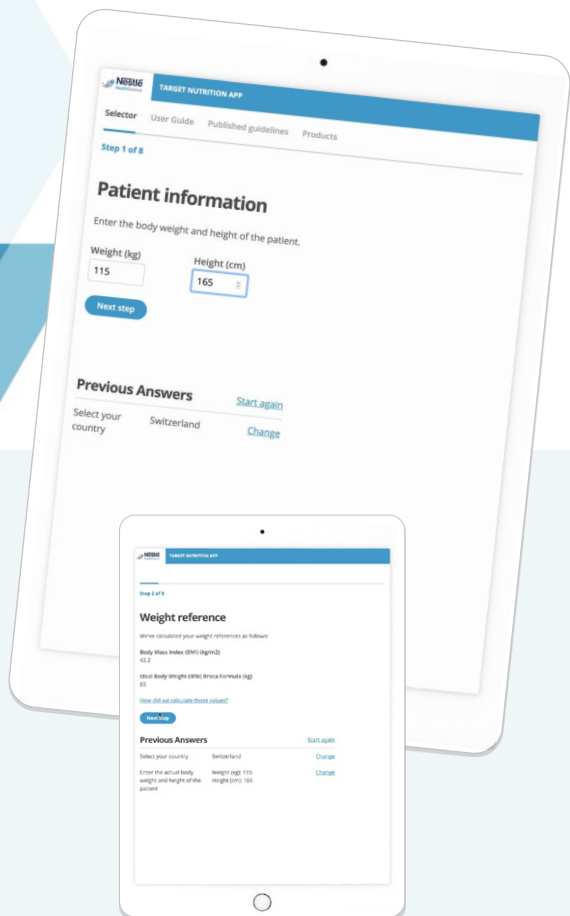 Nestlé
HealthScience
TARGET NUTRITION APP
Selector User Guide Published guidelines Products
Step 1 of 8
Patient information
Enter the body weight and height of the patient.
Weight (kg) Height (cm)
115 165
Next step
Previous Answers Start again
Select your country Switzerland Change
Nestlé
TARGET NUTRITION APP
Step 2 of 8
Weight reference
We've calculated your weight references as follows:
Body Mass Index (BMI) (kg/m2)
42.2
Ideal Body Weight (IBW) Broca Formula (kg)
65
How did we calculate those values?
Next step
Previous Answers Start again
Select your country Switzerland Change
Enter the actual body Weight (kg): 115 Change
weight and height of the Height (cm): 165
patient